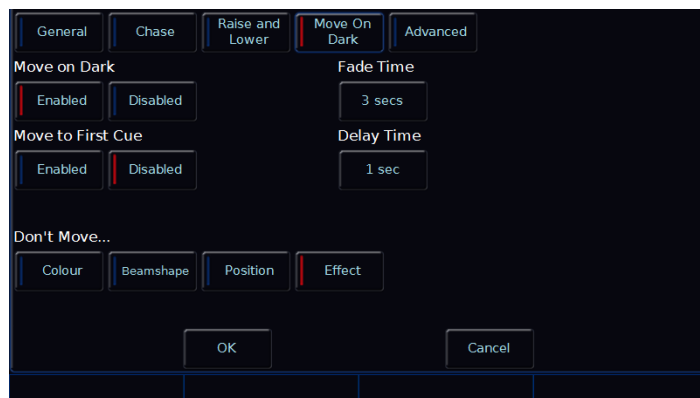 General
Chase
Raise and
Lower
Move On
Dark
Advanced
Move on Dark
Fade Time
Enabled
Disabled
3 secs
Move to First Cue
Delay Time
Enabled
Disabled
1 sec
Don't Move...
Colour
Beamshape
Position
Effect
OK
Cancel